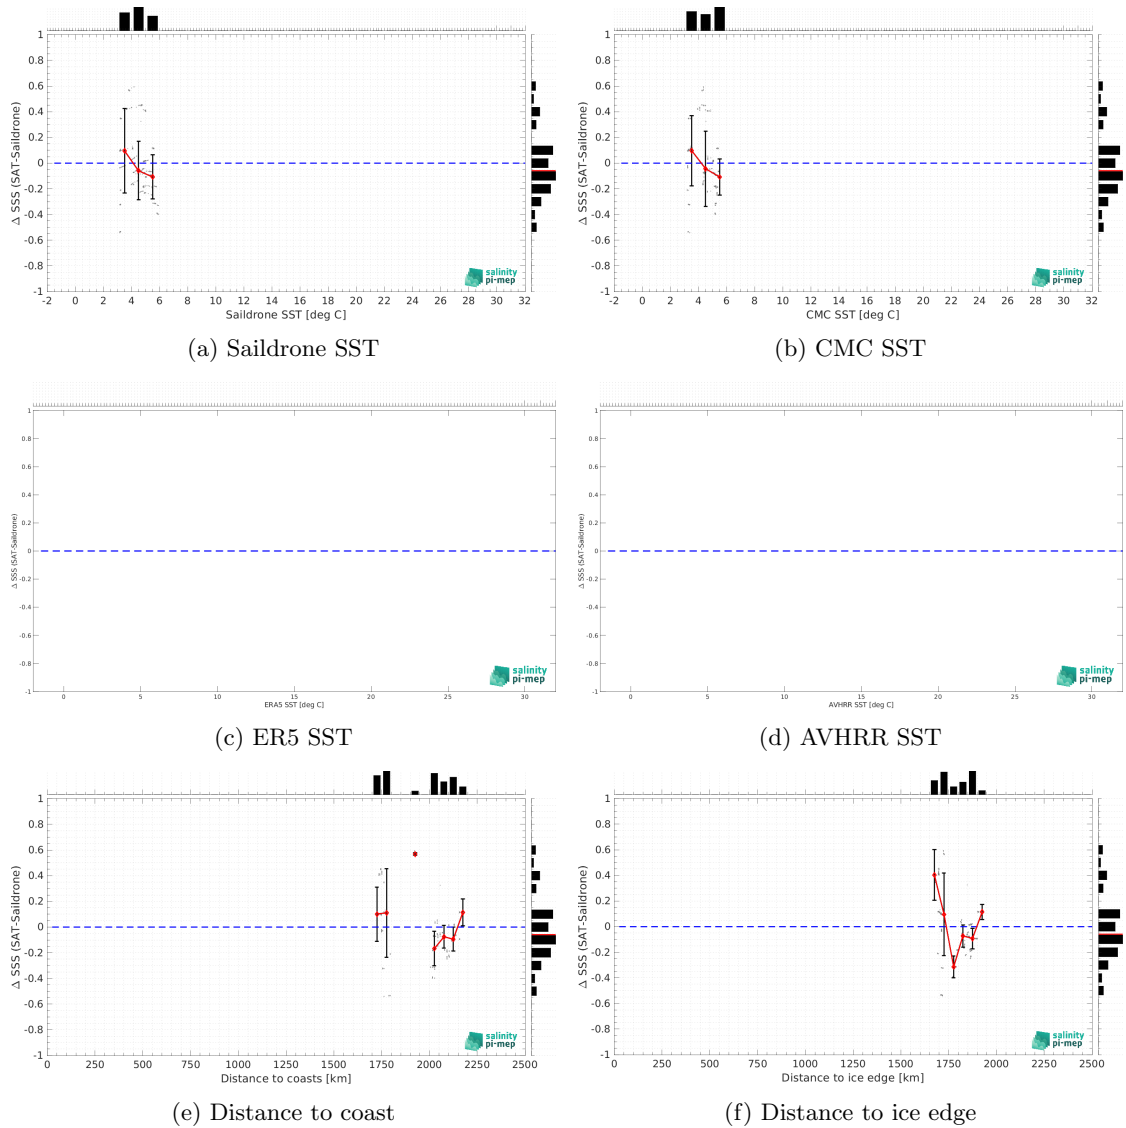 1
0.8
0.6
0.4
0.2
0
-0.2
-0.4
-0.6
-0.8
-1
Δ SSS (SAT-Saildrone)
-2 0 2 4 6 8 10 12 14 16 18 20 22 24 26 28 30 32
Saildrone SST [deg C]
salinity
pi-mep
(a) Saildrone SST
1
0.8
0.6
0.4
0.2
0
-0.2
-0.4
-0.6
-0.8
-1
Δ SSS (SAT-Saildrone)
-2 0 2 4 6 8 10 12 14 16 18 20 22 24 26 28 30 32
CMC SST [deg C]
salinity
pi-mep
(b) CMC SST
1
0.8
0.6
0.4
0.2
0
-0.2
-0.4
-0.6
-0.8
-1
Δ SSS (SAT-Saildrone)
0 5 10 15 20 25 30
ERA5 SST [deg C]
salinity
pi-mep
(c) ER5 SST
1
0.8
0.6
0.4
0.2
0
-0.2
-0.4
-0.6
-0.8
-1
Δ SSS (SAT-Saildrone)
0 5 10 15 20 25 30
AVHRR SST [deg C]
salinity
pi-mep
(d) AVHRR SST
1
0.8
0.6
0.4
0.2
0
-0.2
-0.4
-0.6
-0.8
-1
Δ SSS (SAT-Saildrone)
0 250 500 750 1000 1250 1500 1750 2000 2250 2500
Distance to coasts [km]
salinity
pi-mep
(e) Distance to coast
1
0.8
0.6
0.4
0.2
0
-0.2
-0.4
-0.6
-0.8
-1
Δ SSS (SAT-Saildrone)
0 250 500 750 1000 1250 1500 1750 2000 2250 2500
Distance to ice edge [km]
salinity
pi-mep
(f) Distance to ice edge